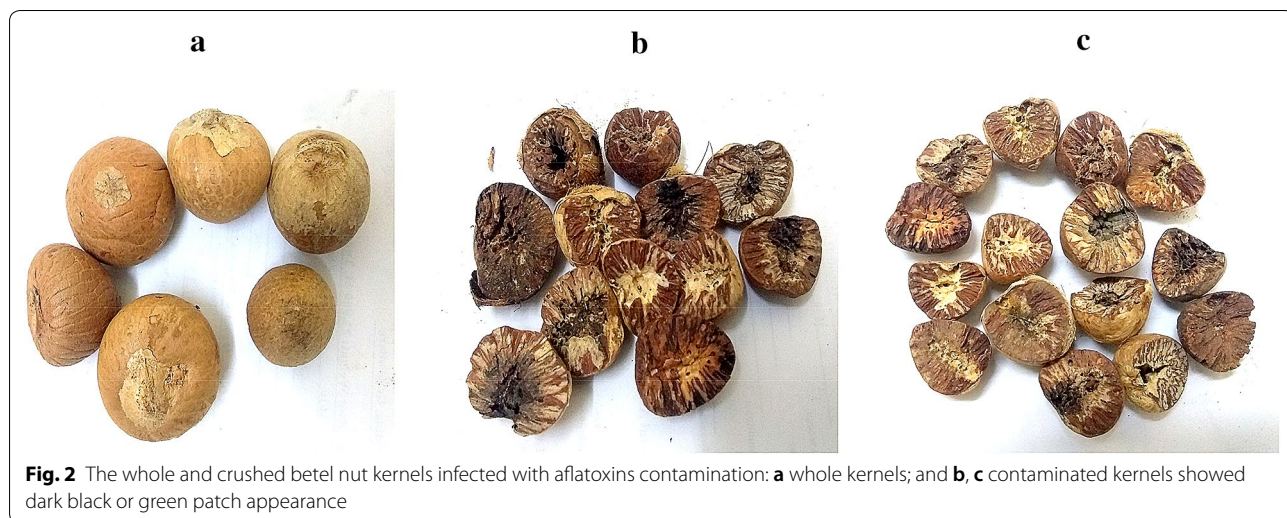 a
b
c
Fig. 2 The whole and crushed betel nut kernels infected with aflatoxins contamination: a whole kernels; and b, c contaminated kernels showed
dark black or green patch appearance